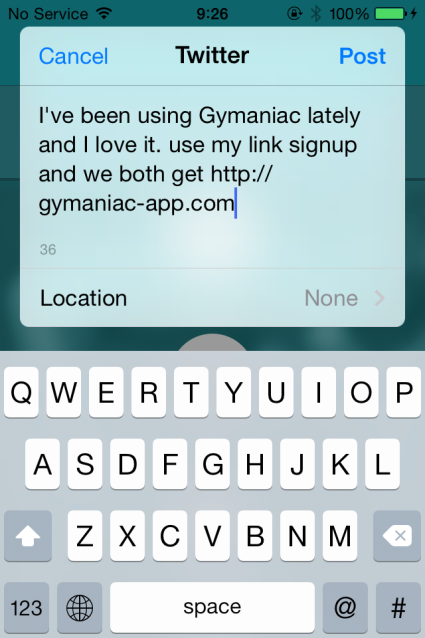 No Service 9:26 100%
Cancel Twitter Post
I've been using Gymaniac lately
and I love it. use my link signup
and we both get http://
gymaniac-app.com
36
Location None
Q W E R T Y U I O P
A S D F G H J K L
Z X C V B N M
123 space @ #